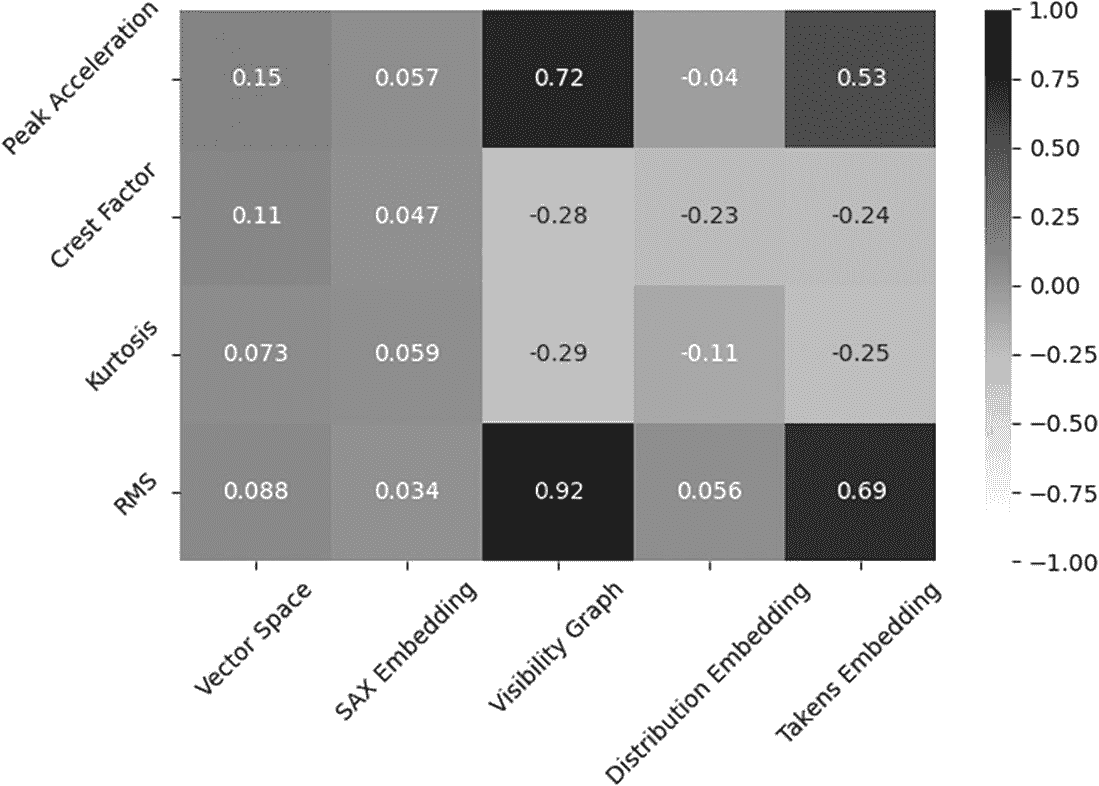 Peak Acceleration 0.15 0.057 0.72 -0.04 0.53
Crest Factor 0.11 0.047 -0.28 -0.23 -0.24
Kurtosis 0.073 0.059 -0.29 -0.11 -0.25
RMS 0.088 0.034 0.92 0.056 0.69
Vector Space
SAX Embedding
Visibility Graph
Distribution Embedding
Takens Embedding
1.00
0.75
0.50
0.25
0.00
−0.25
−0.50
−0.75
−1.00